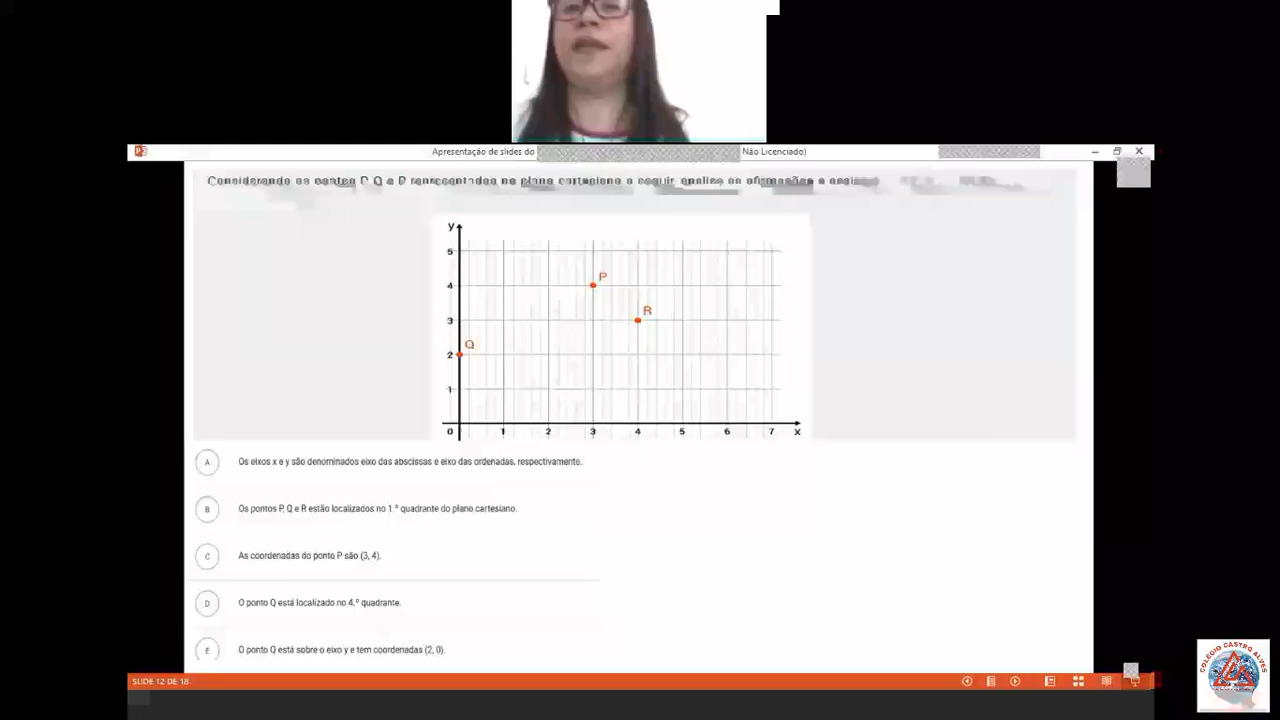 Apresentação de slides do
Não Licenciado)
Considerando os pontos P, Q e R representados no plano cartesiano a seguir, analise as afirmações e assinale
y
5
4
3
2
1
0 1 2 3 4 5 6 7 x
P
R
Q
A Os eixos x e y são denominados eixo das abscissas e eixo das ordenadas, respectivamente.
B Os pontos P, Q e R estão localizados no 1.º quadrante do plano cartesiano.
C As coordenadas do ponto P são (3, 4).
D O ponto Q está localizado no 4.º quadrante.
E O ponto Q está sobre o eixo y e tem coordenadas (2, 0).
SLIDE 12 DE 18
COLÉGIO CASTRO ALVES